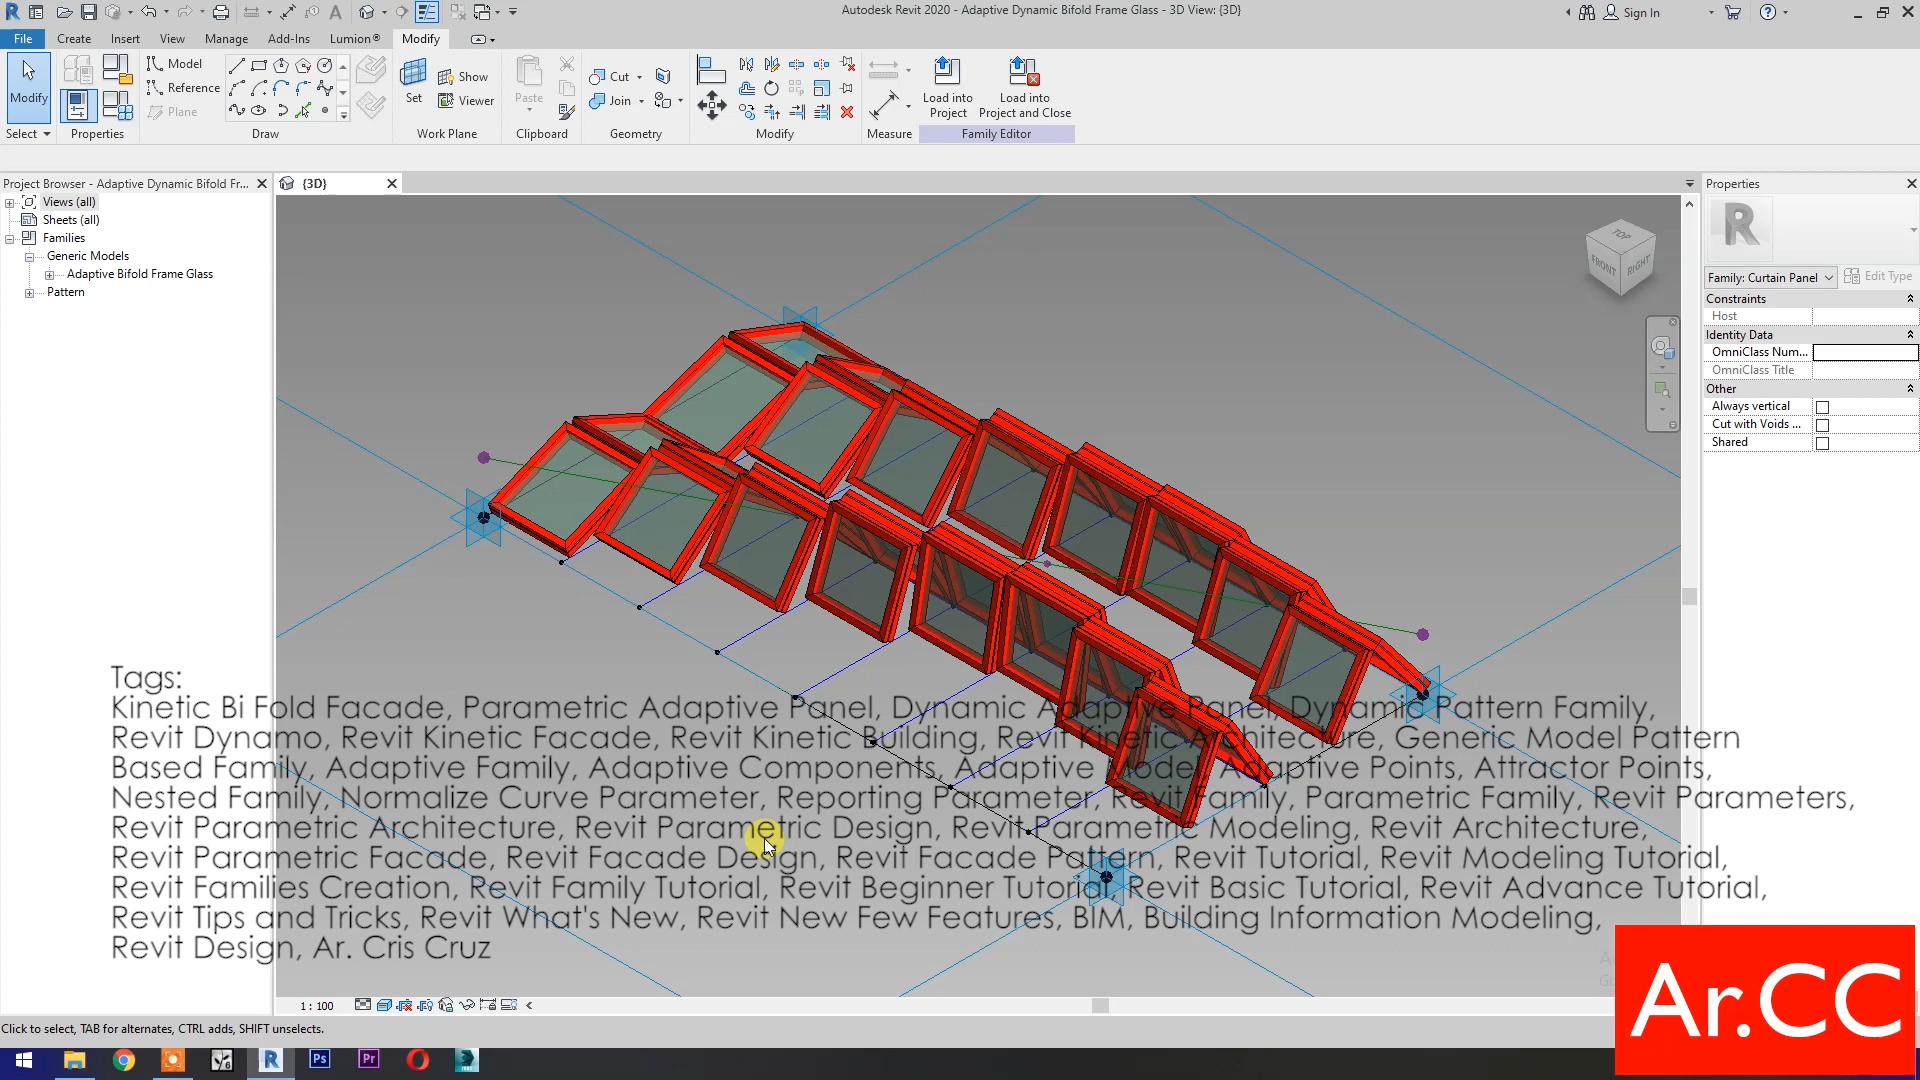 Autodesk Revit 2020 - Adaptive Dynamic Bifold Frame Glass - 3D View: {3D}
Sign In
File Create Insert View Manage Add-Ins Lumion® Modify
Modify
Model
Reference
Plane
Set
Show
Viewer
Paste
Cut
Join
Load into
Project
Load into
Project and Close
Select
Properties
Draw
Work Plane
Clipboard
Geometry
Modify
Measure
Family Editor
Project Browser - Adaptive Dynamic Bifold Fr...
Views (all)
Sheets (all)
Families
Generic Models
Adaptive Bifold Frame Glass
Pattern
{3D}
TOP
FRONT
RIGHT
Properties
R
Family: Curtain Panel
Edit Type
Constraints
Host
Identity Data
OmniClass Num...
OmniClass Title
Other
Always vertical
Cut with Voids ...
Shared
Tags:
Kinetic Bi Fold Facade, Parametric Adaptive Panel, Dynamic Adaptive Panel, Dynamic Pattern Family,
Revit Dynamo, Revit Kinetic Facade, Revit Kinetic Building, Revit Kinetic Architecture, Generic Model Pattern
Based Family, Adaptive Family, Adaptive Components, Adaptive Model, Adaptive Points, Attractor Points,
Nested Family, Normalize Curve Parameter, Reporting Parameter, Revit Family, Parametric Family, Revit Parameters,
Revit Parametric Architecture, Revit Parametric Design, Revit Parametric Modeling, Revit Architecture,
Revit Parametric Facade, Revit Facade Design, Revit Facade Pattern, Revit Tutorial, Revit Modeling Tutorial,
Revit Families Creation, Revit Family Tutorial, Revit Beginner Tutorial, Revit Basic Tutorial, Revit Advance Tutorial,
Revit Tips and Tricks, Revit What's New, Revit New Few Features, BIM, Building Information Modeling,
Revit Design, Ar. Cris Cruz
1 : 100
Click to select, TAB for alternates, CTRL adds, SHIFT unselects.
Ar.CC
R
Ps
Pr